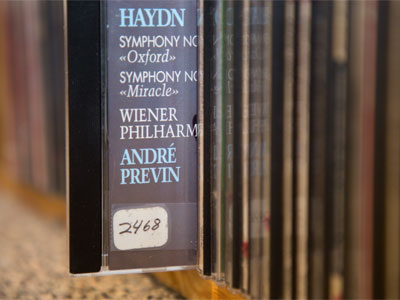 HAYDN
SYMPHONY NO
«Oxford»
SYMPHONY NO
«Miracle»
WIENER
PHILHARM
ANDRÉ
PREVIN
2468